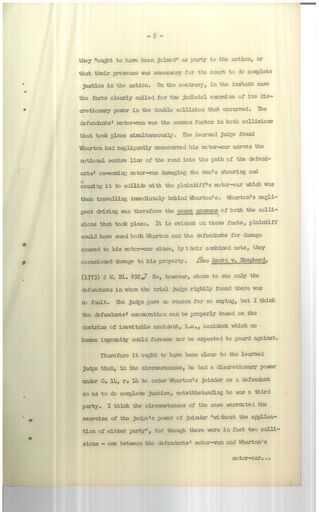 - 5 -
they "ought to have been joined" as party to the action, or
that their presence was necessary for the court to do complete
justice in the action. On the contrary, in the instant case
the facts clearly called for the judicial exercise of its dis-
cretionary power in the double collision that occurred. The
defendants' motor-van was the common factor in both collisions
that took place simultaneously. The learned judge found
Wharton had negligently manoeuvred his motor-car across the
notional centre line of the road into the path of the defend-
ants' on-coming motor-van damaging the van's steering and
causing it to collide with the plaintiff's motor-car which was
then travelling immediately behind Wharton's. Wharton's negli-
gent driving was therefore the causa causans of both the colli-
sions that took place. It is evident on these facts, plaintiff
could have sued both Wharton and the defendants for damage
caused to his motor-car since, by their combined acts, they
occasioned damage to his property. /See Scott v. Shepherd,
(1773) 2 W. Bl. 892./ He, however, chose to sue only the
defendants in whom the trial judge rightly found there was
no fault. The judge gave no reason for so saying, but I think
the defendants' exoneration can be properly based on the
doctrine of inevitable accident, i.e., accident which no
human ingenuity could foresee nor be expected to guard against.
Therefore it ought to have been clear to the learned
judge that, in the circumstances, he had a discretionary power
under O. 14, r. 14 to order Wharton's joinder as a defendant
so as to do complete justice, notwithstanding he was a third
party. I think the circumstances of the case warranted the
exercise of the judge's power of joinder "without the applica-
tion of either party", for though there were in fact two colli-
sions - one between the defendants' motor-van and Wharton's
motor-car...